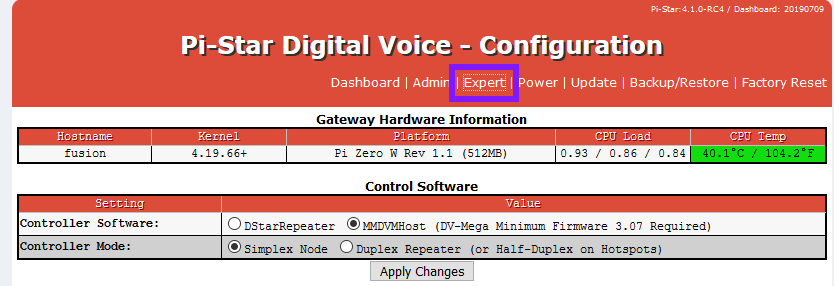 Pi-Star:4.1.0-RC4 / Dashboard: 20190709
Pi-Star Digital Voice - Configuration
Dashboard | Admin | Expert | Power | Update | Backup/Restore | Factory Reset
Gateway Hardware Information
Hostname Kernel Platform CPU Load CPU Temp
fusion 4.19.66+ Pi Zero W Rev 1.1 (512MB) 0.93 / 0.86 / 0.84 40.1°C / 104.2°F
Control Software
Setting Value
Controller Software: DStarRepeater MMDVMHost (DV-Mega Minimum Firmware 3.07 Required)
Controller Mode: Simplex Node Duplex Repeater (or Half-Duplex on Hotspots)
Apply Changes